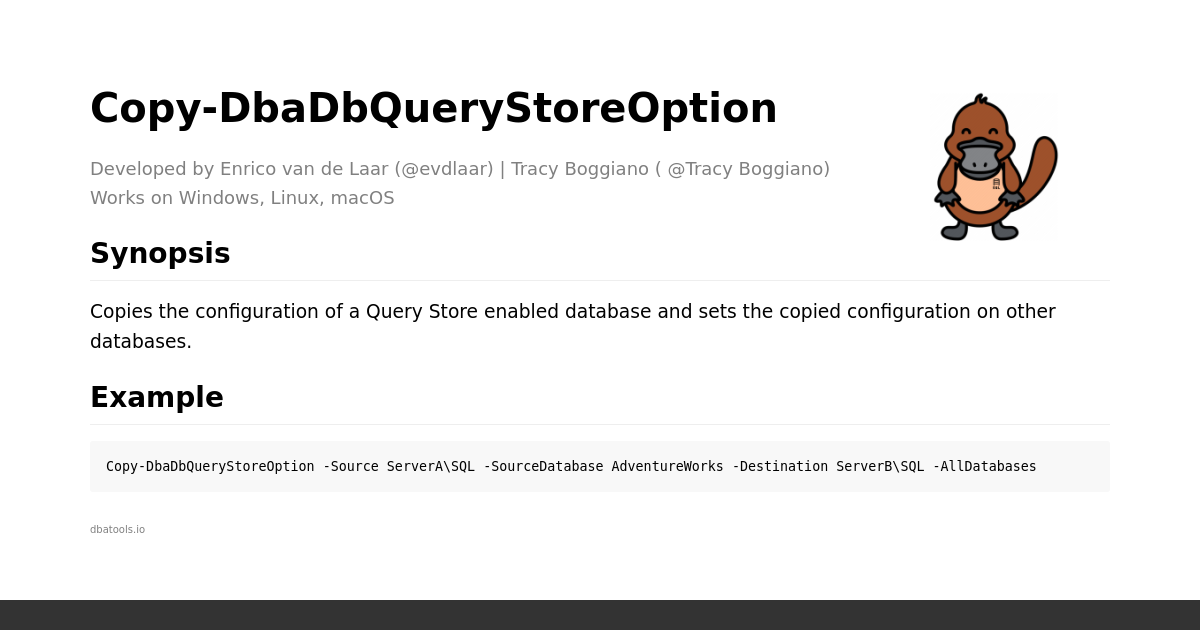 Copy-DbaDbQueryStoreOption
Developed by Enrico van de Laar (@evdlaar) | Tracy Boggiano ( @Tracy Boggiano)
Works on Windows, Linux, macOS
Synopsis
Copies the configuration of a Query Store enabled database and sets the copied configuration on other
databases.
Example
Copy-DbaDbQueryStoreOption -Source ServerA\SQL -SourceDatabase AdventureWorks -Destination ServerB\SQL -AllDatabases
dbatools.io